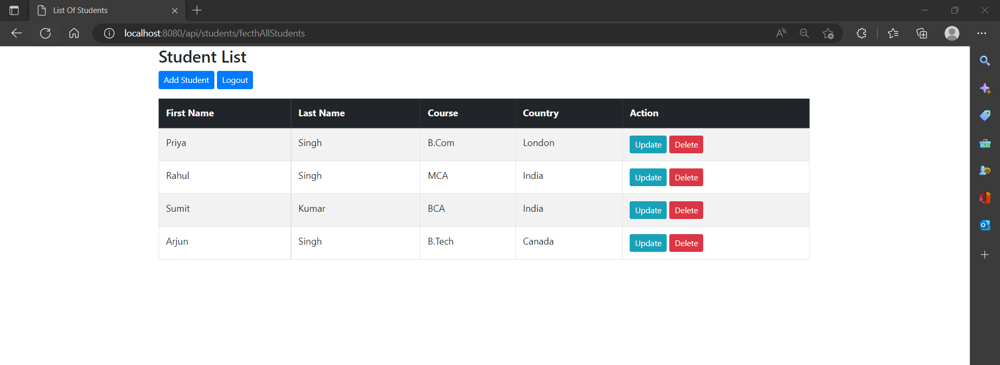 List Of Students
localhost:8080/api/students/fecthAllStudents
Student List
Add Student Logout
First Name Last Name Course Country Action
Priya Singh B.Com London Update Delete
Rahul Singh MCA India Update Delete
Sumit Kumar BCA India Update Delete
Arjun Singh B.Tech Canada Update Delete